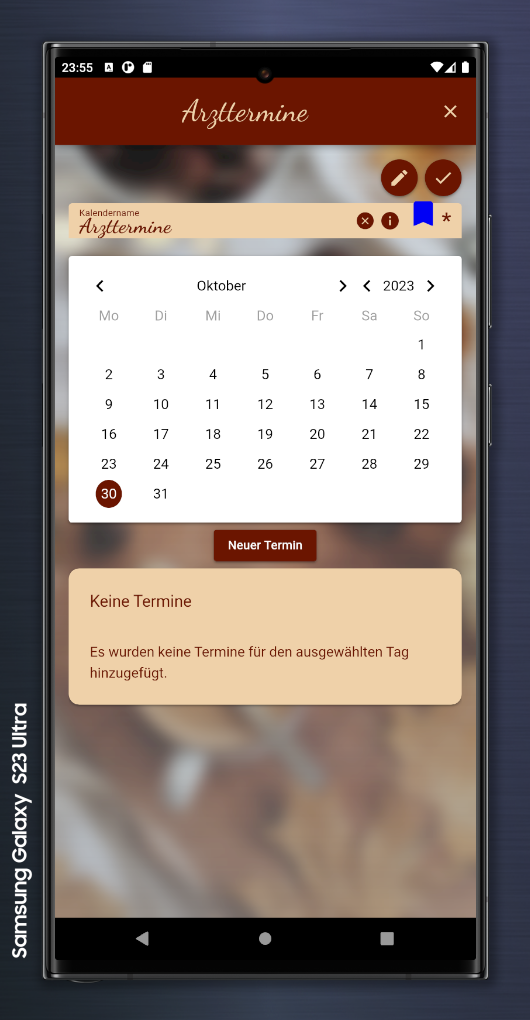 23:55
Arzttermine
Kalendername
Arzttermine
*
Oktober 2023
Mo Di Mi Do Fr Sa So
1
2 3 4 5 6 7 8
9 10 11 12 13 14 15
16 17 18 19 20 21 22
23 24 25 26 27 28 29
30 31
Neuer Termin
Keine Termine
Es wurden keine Termine für den ausgewählten Tag
hinzugefügt.
Samsung Galaxy S23 Ultra